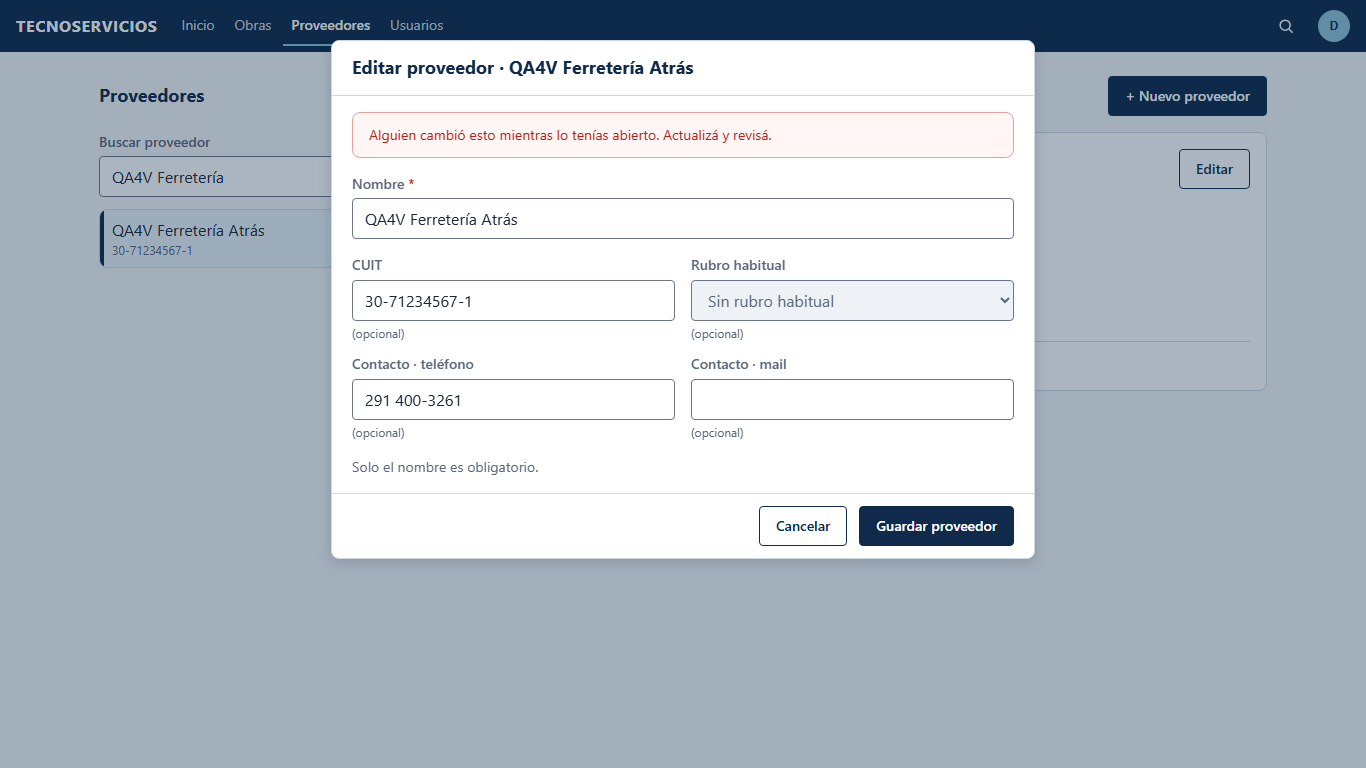 TECNOSERVICIOS Inicio Obras Proveedores Usuarios D
Editar proveedor · QA4V Ferretería Atrás
Proveedores
+ Nuevo proveedor
Alguien cambió esto mientras lo tenías abierto. Actualizá y revisá.
Buscar proveedor
QA4V Ferretería
Editar
Nombre *
QA4V Ferretería Atrás
QA4V Ferretería Atrás
30-71234567-1
CUIT
Rubro habitual
30-71234567-1
Sin rubro habitual
(opcional)
(opcional)
Contacto · teléfono
Contacto · mail
291 400-3261
(opcional)
(opcional)
Solo el nombre es obligatorio.
Cancelar
Guardar proveedor